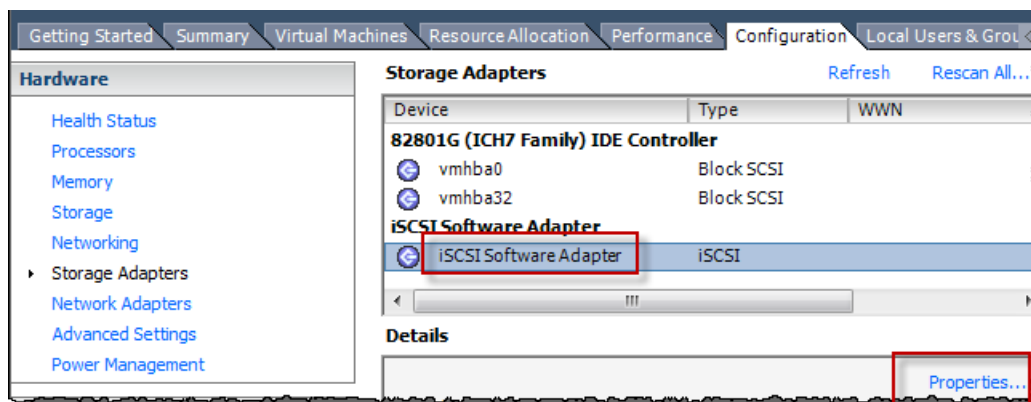 Getting Started Summary Virtual Machines Resource Allocation Performance Configuration Local Users & Grou
Hardware
Health Status
Processors
Memory
Storage
Networking
Storage Adapters
Network Adapters
Advanced Settings
Power Management
Storage Adapters Refresh Rescan All...
Device Type WWN
82801G (ICH7 Family) IDE Controller
vmhba0 Block SCSI
vmhba32 Block SCSI
iSCSI Software Adapter
iSCSI Software Adapter iSCSI
Details
Properties...